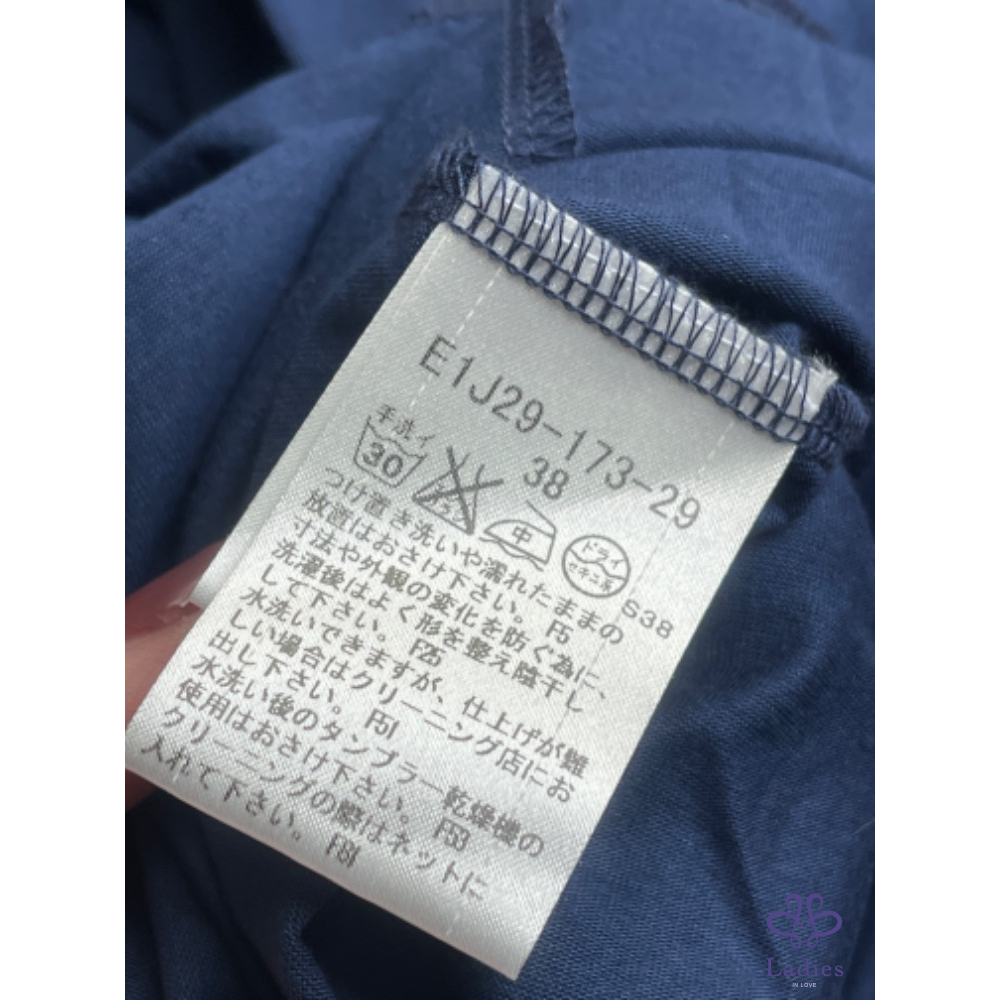 E1J29-173-29
38
手洗イ
30
中
ドライ
セキユ系
S38
つけ置き洗いや濡れたままの
放置はおさけ下さい。 F5
寸法や外観の変化を防ぐ為に、
洗濯後はよく形を整え陰干し
して下さい。 F25
水洗いできますが、仕上げが難
しい場合はクリーニング店にお
出し下さい。 F51
水洗い後のタンブラー乾燥機の
使用はおさけ下さい。 F53
クリーニングの際はネットに
入れて下さい。 F81
Ladies
IN LOVE